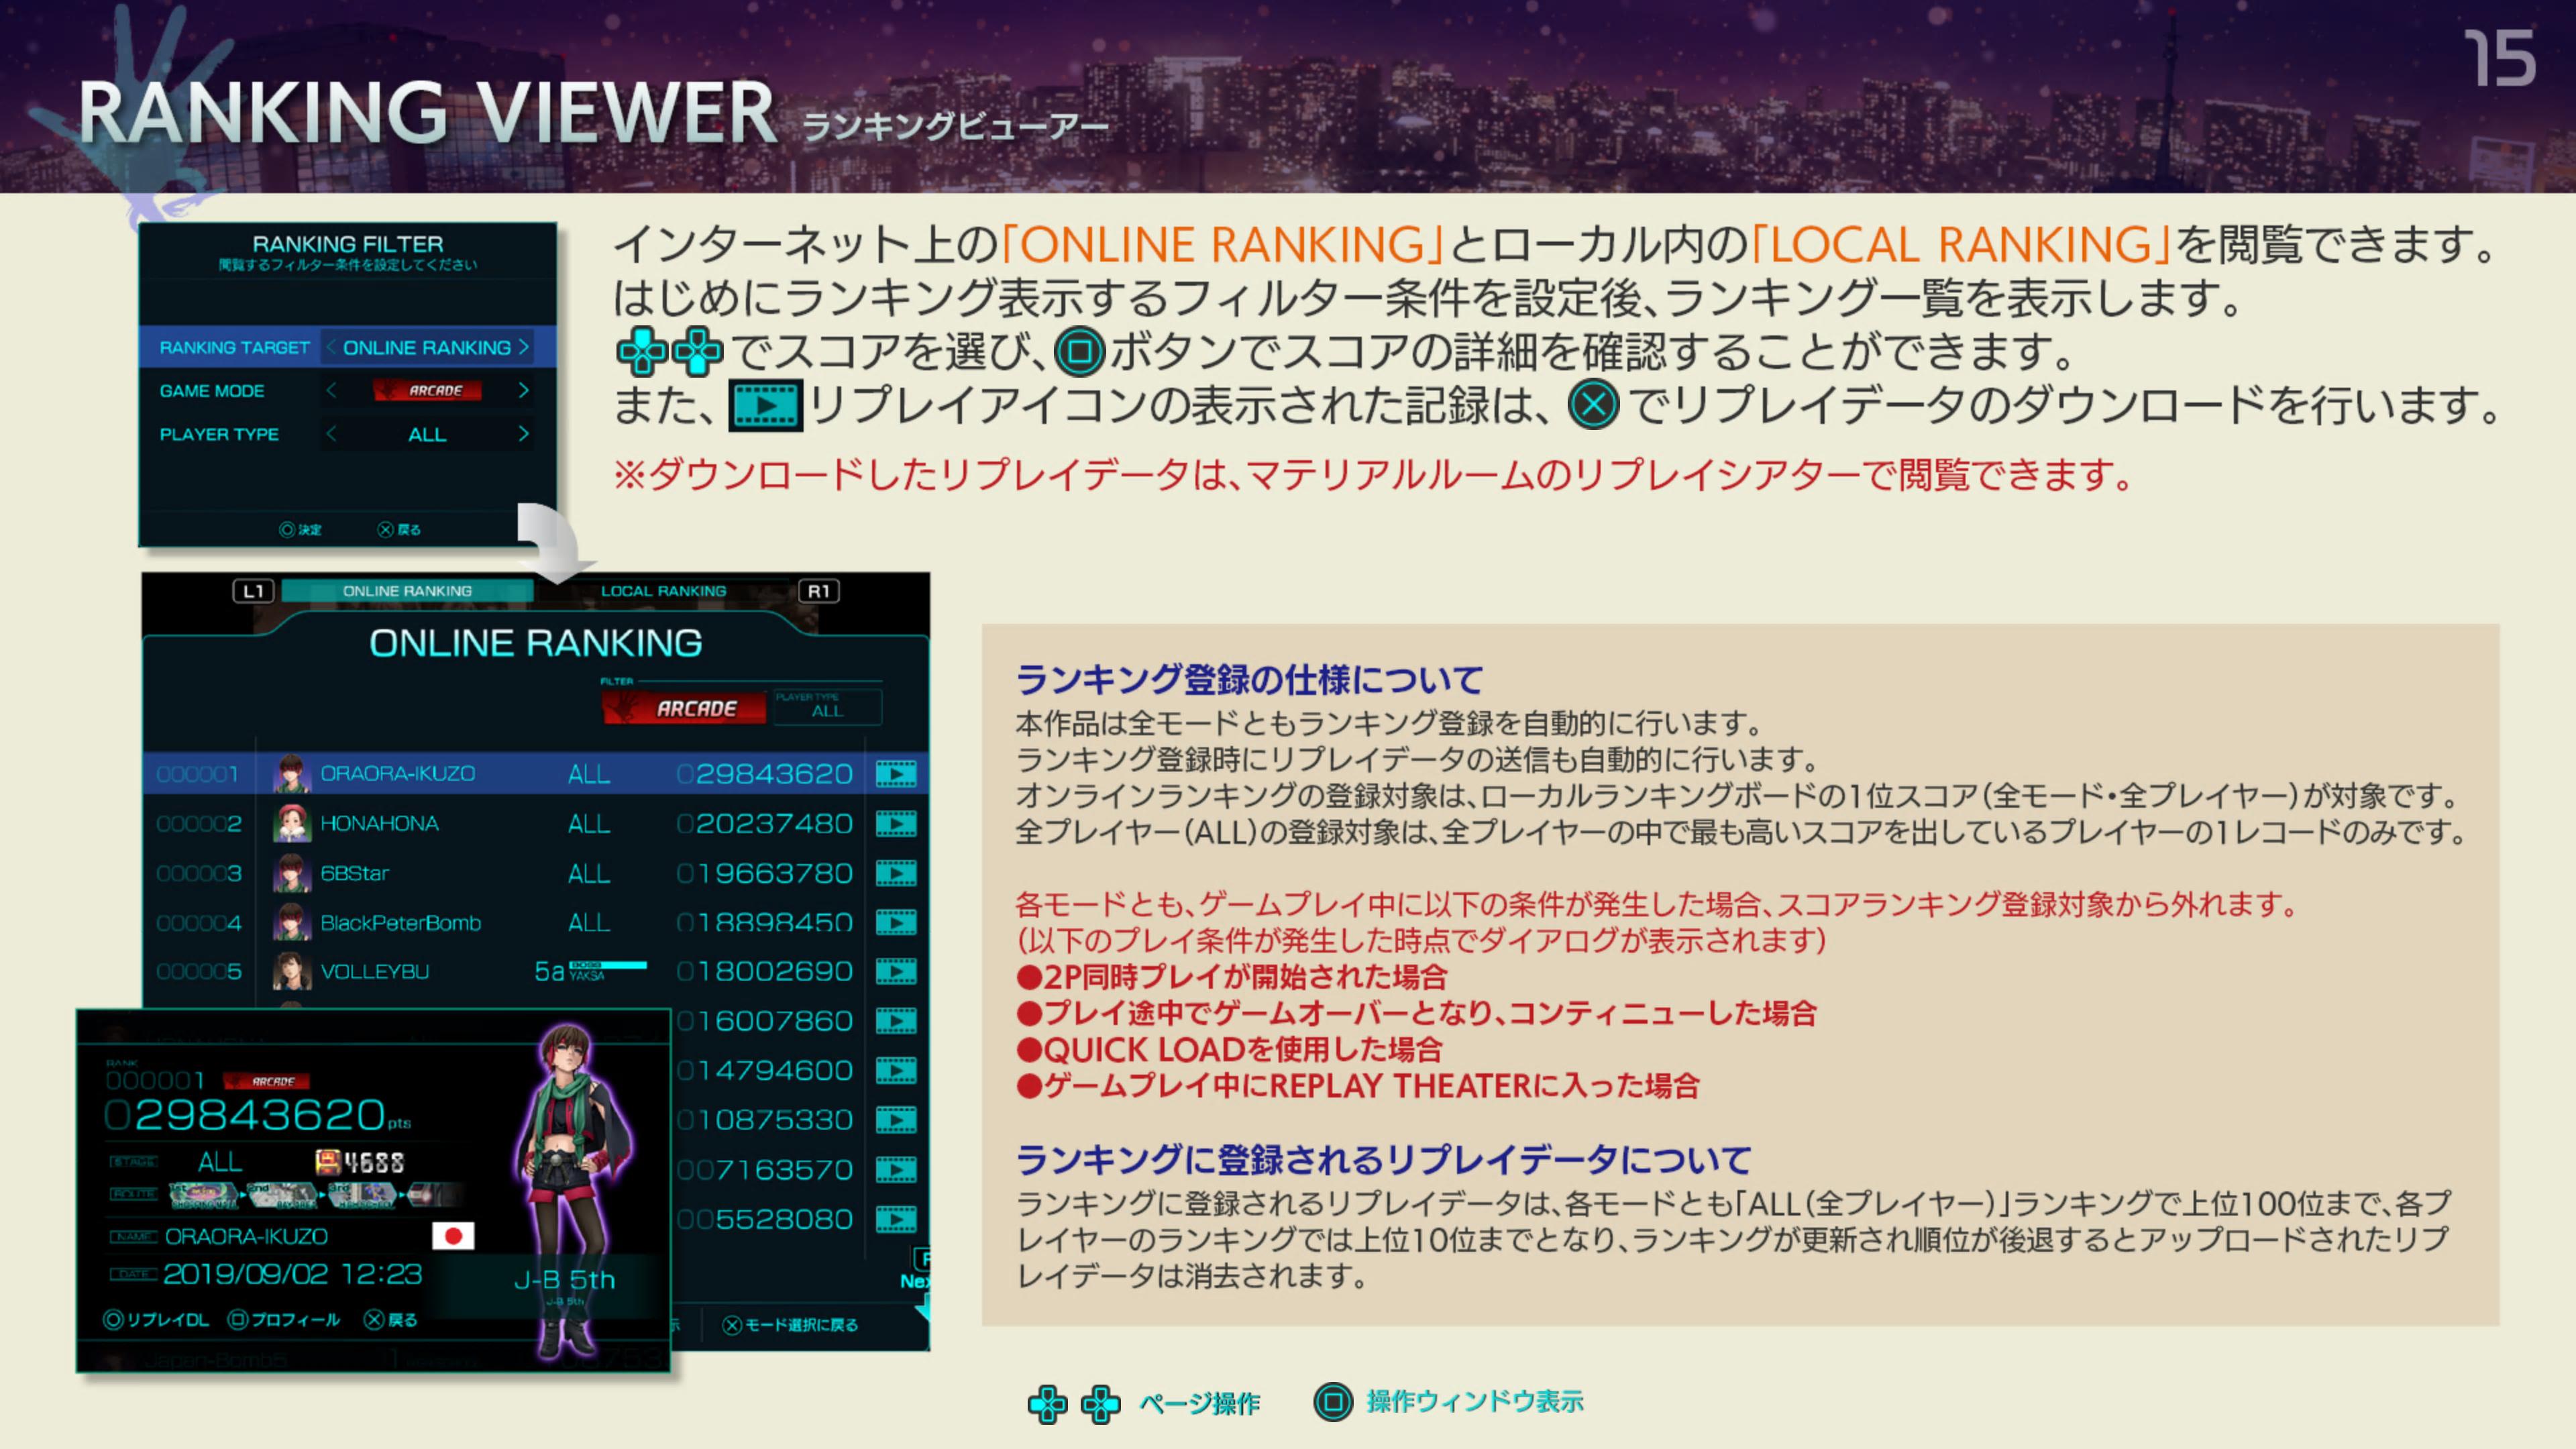 15
RANKING VIEWER ランキングビューアー
RANKING FILTER
閲覧するフィルター条件を設定してください
RANKING TARGET ONLINE RANKING
GAME MODE ARCADE
PLAYER TYPE ALL
決定 戻る
インターネット上の「ONLINE RANKING」とローカル内の「LOCAL RANKING」を閲覧できます。
はじめにランキング表示するフィルター条件を設定後、ランキング一覧を表示します。
でスコアを選び、ボタンでスコアの詳細を確認することができます。
また、リプレイアイコンの表示された記録は、でリプレイデータのダウンロードを行います。
※ダウンロードしたリプレイデータは、マテリアルルームのリプレイシアターで閲覧できます。
L1 ONLINE RANKING LOCAL RANKING R1
ONLINE RANKING
FILTER
ARCADE PLAYER TYPE ALL
000001 ORAORA-IKUZO ALL 029843620
000002 HONAHONA ALL 020237480
000003 6BStar ALL 019663780
000004 BlackPeterBomb ALL 018898450
000005 VOLLEYBU 5a YAKSA 018002690
016007860
014794600
010875330
007163570
005528080
モード選択に戻る
RANK
000001 ARCADE
029843620 pts
STAGE ALL 4688
ROUTE 1st 2nd 3rd
NAME ORAORA-IKUZO
DATE 2019/09/02 12:23
J-B 5th
J-B 5th
リプレイDL プロフィール 戻る
ランキング登録の仕様について
本作品は全モードともランキング登録を自動的に行います。
ランキング登録時にリプレイデータの送信も自動的に行います。
オンラインランキングの登録対象は、ローカルランキングボードの1位スコア(全モード・全プレイヤー)が対象です。
全プレイヤー(ALL)の登録対象は、全プレイヤーの中で最も高いスコアを出しているプレイヤーの1レコードのみです。
各モードとも、ゲームプレイ中に以下の条件が発生した場合、スコアランキング登録対象から外れます。
(以下のプレイ条件が発生した時点でダイアログが表示されます)
●2P同時プレイが開始された場合
●プレイ途中でゲームオーバーとなり、コンティニューした場合
●QUICK LOADを使用した場合
●ゲームプレイ中にREPLAY THEATERに入った場合
ランキングに登録されるリプレイデータについて
ランキングに登録されるリプレイデータは、各モードとも「ALL(全プレイヤー)」ランキングで上位100位まで、各プ
レイヤーのランキングでは上位10位までとなり、ランキングが更新され順位が後退するとアップロードされたリプ
レイデータは消去されます。
ページ操作 操作ウィンドウ表示